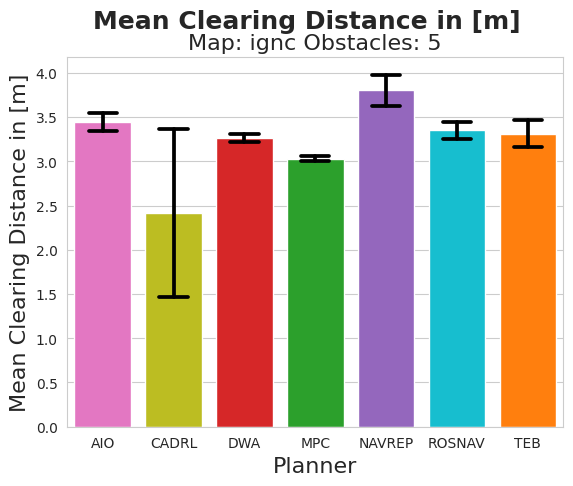 Mean Clearing Distance in [m]
Map: ignc Obstacles: 5
Mean Clearing Distance in [m]
4.0
3.5
3.0
2.5
2.0
1.5
1.0
0.5
0.0
AIO CADRL DWA MPC NAVREP ROSNAV TEB
Planner